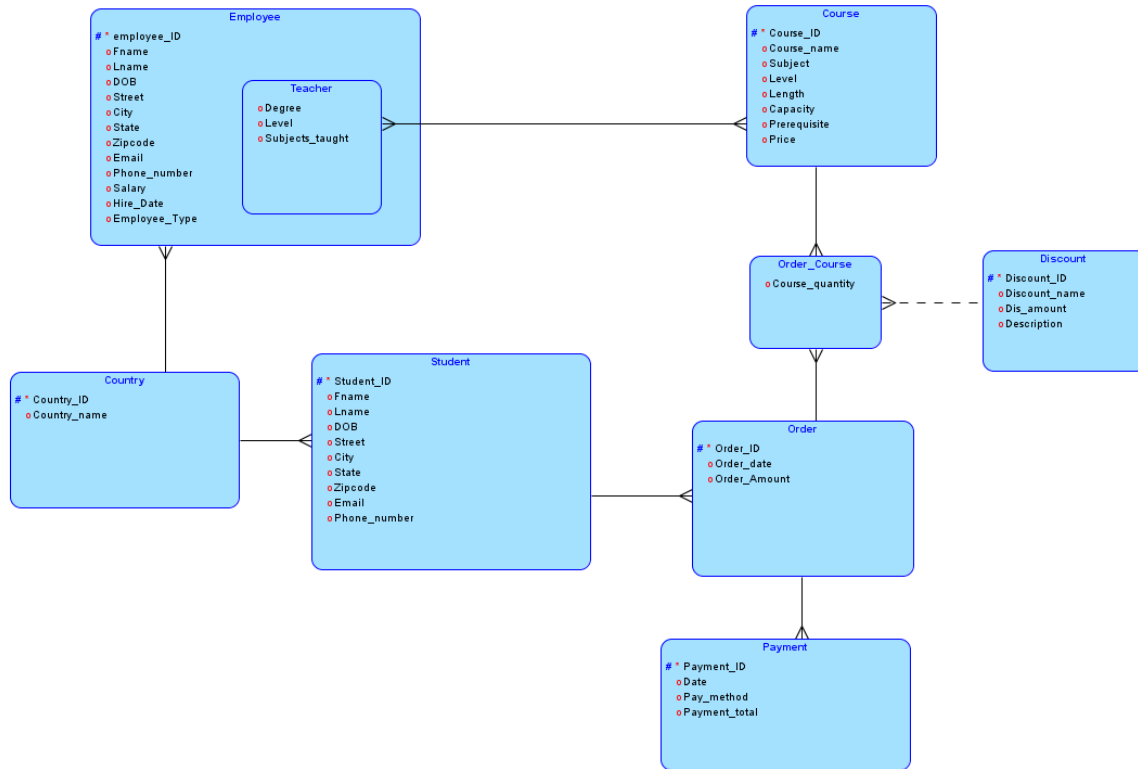 Employee
# * employee_ID
o Fname
o Lname
o DOB
o Street
o City
o State
o Zipcode
o Email
o Phone_number
o Salary
o Hire_Date
o Employee_Type
Teacher
o Degree
o Level
o Subjects_taught
Course
# * Course_ID
o Course_name
o Subject
o Level
o Length
o Capacity
o Prerequisite
o Price
Order_Course
o Course_quantity
Discount
# * Discount_ID
o Discount_name
o Dis_amount
o Description
Country
# * Country_ID
o Country_name
Student
# * Student_ID
o Fname
o Lname
o DOB
o Street
o City
o State
o Zipcode
o Email
o Phone_number
Order
# * Order_ID
o Order_date
o Order_Amount
Payment
# * Payment_ID
o Date
o Pay_method
o Payment_total